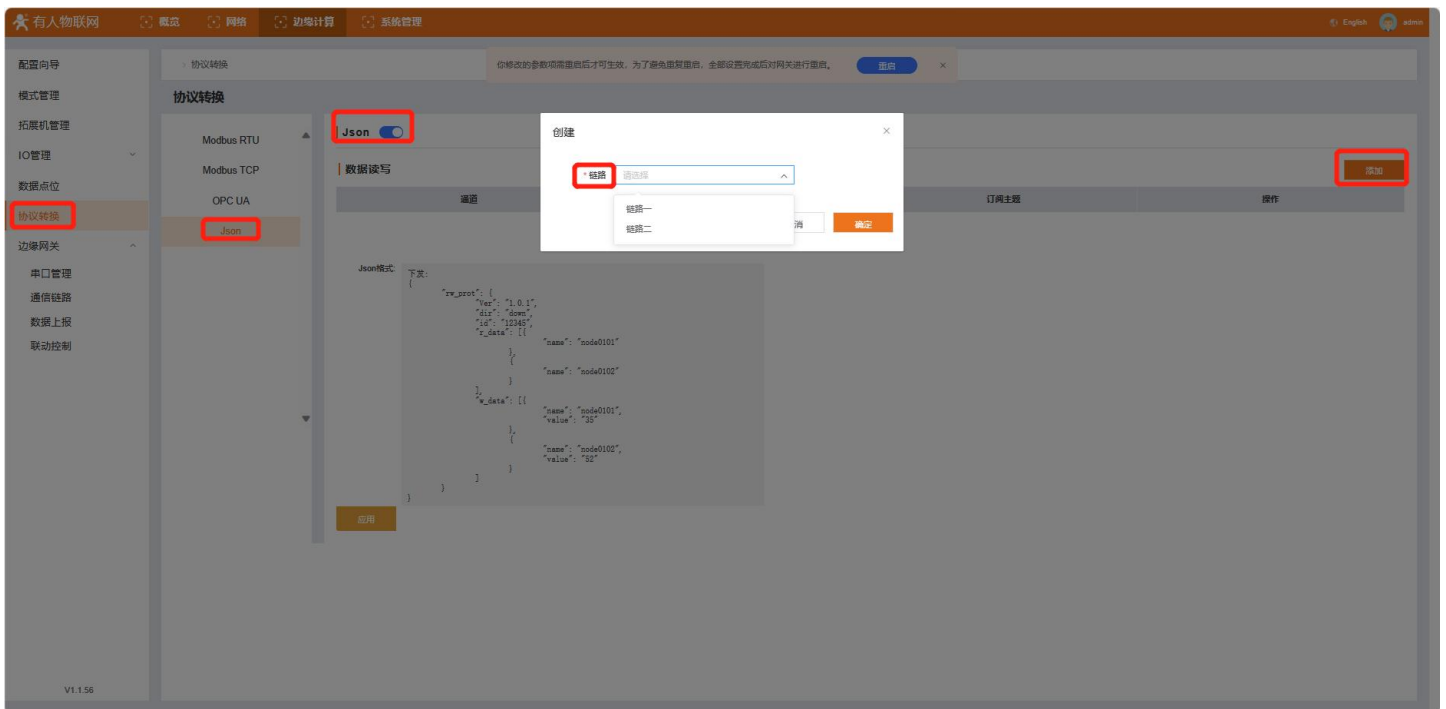 有人物联网 概览 网络 边缘计算 系统管理 English admin
配置向导
模式管理
拓展机管理
IO管理
数据点位
协议转换
边缘网关
串口管理
通信链路
数据上报
联动控制
V1.1.56
› 协议转换
你修改的参数项需重启后才可生效，为了避免重复重启，全部设置完成后对网关进行重启。 重启 ×
协议转换
Modbus RTU
Modbus TCP
OPC UA
Json
Json
数据读写 添加
通道 订阅主题 操作
创建 ×
* 链路 请选择
链路一
链路二
消 确定
Json格式:
下发:
{
"rw_prot": {
"Ver": "1.0.1",
"dir": "down",
"id": "12345",
"r_data": [{
"name": "node0101"
},
{
"name": "node0102"
}
],
"w_data": [{
"name": "node0101",
"value": "35"
},
{
"name": "node0102",
"value": "52"
}
]
}
}
应用